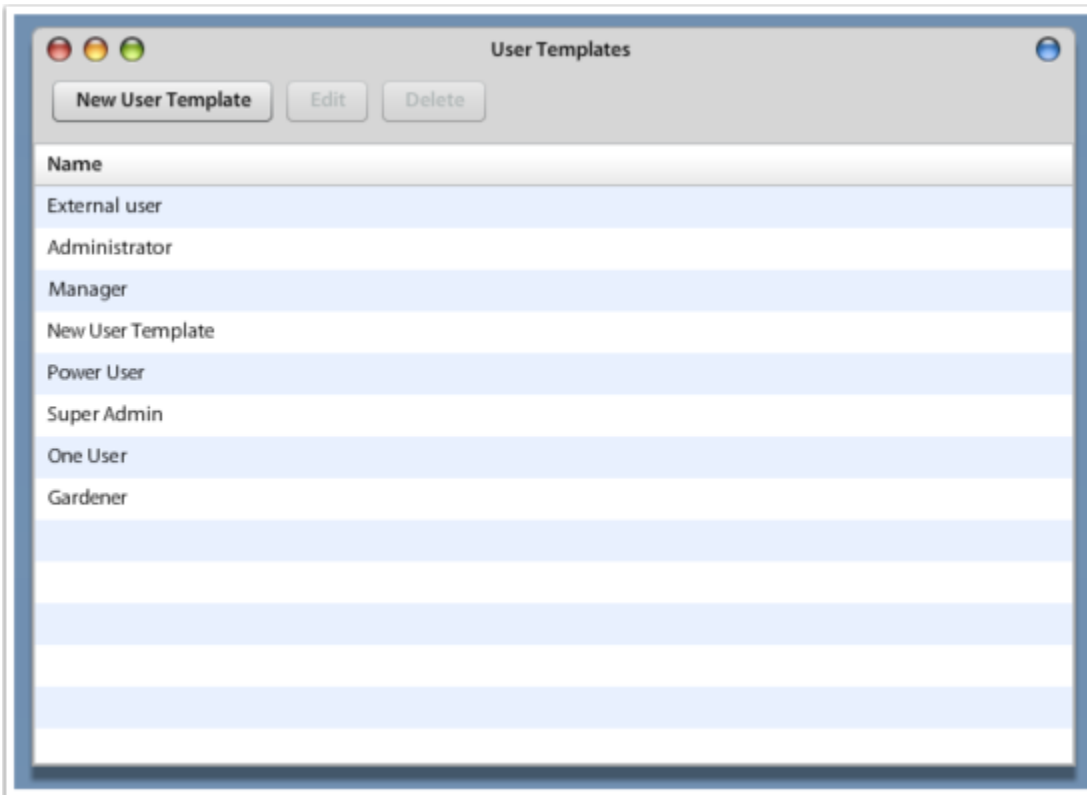 User Templates
New User Template Edit Delete
Name
External user
Administrator
Manager
New User Template
Power User
Super Admin
One User
Gardener